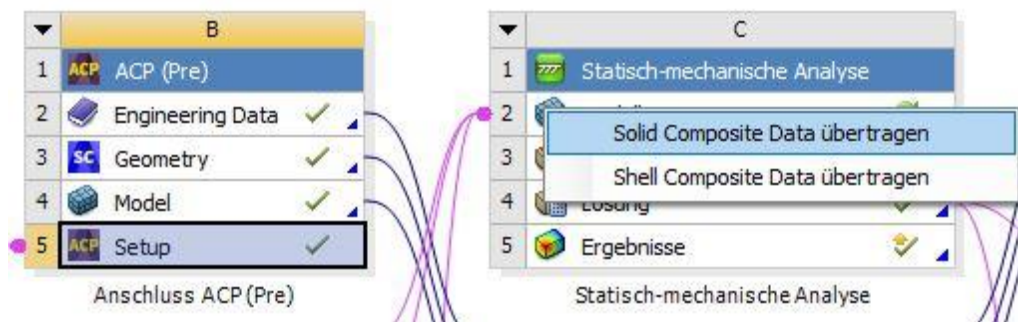 B
1 ACP ACP (Pre)
2 Engineering Data
3 SC Geometry
4 Model
5 ACP Setup
Anschluss ACP (Pre)
C
1 Statisch-mechanische Analyse
2
Solid Composite Data übertragen
3
Shell Composite Data übertragen
4 Lösung
5 Ergebnisse
Statisch-mechanische Analyse